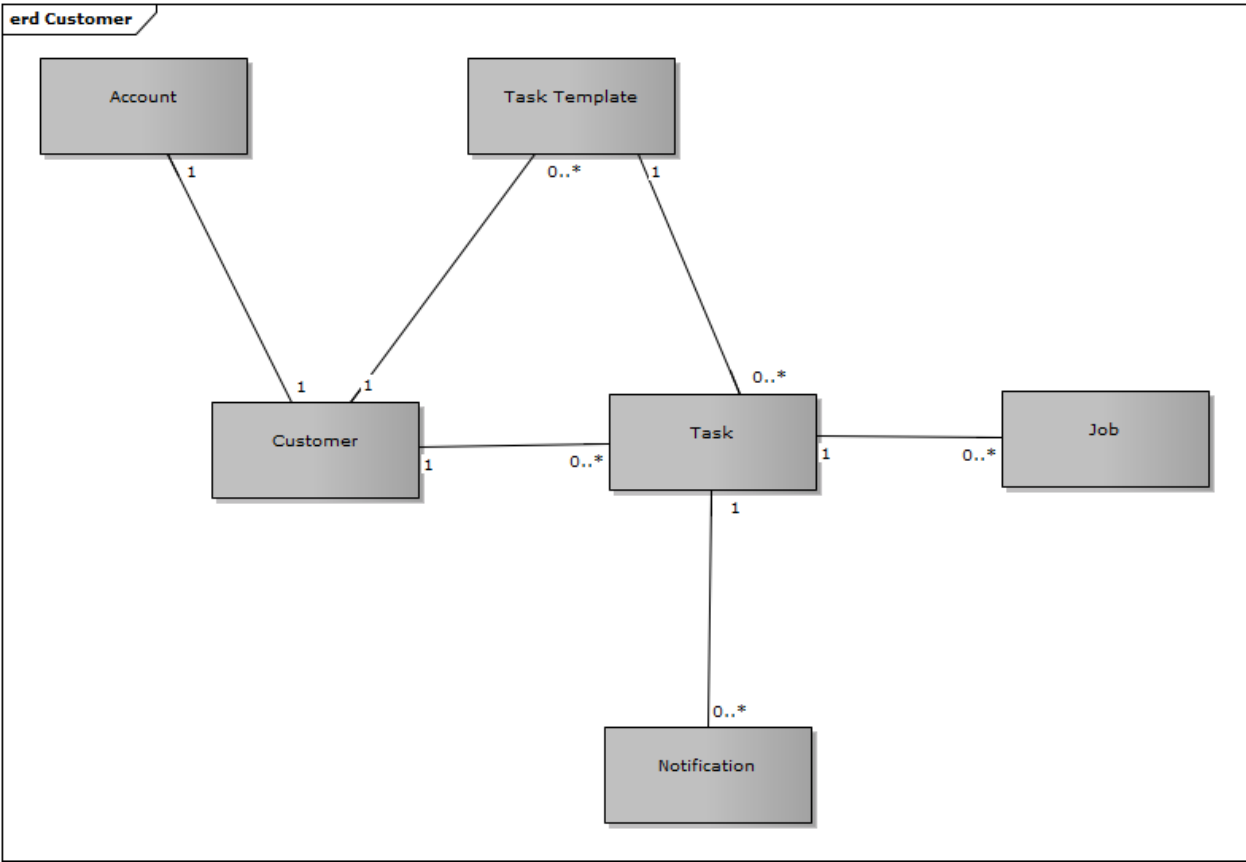 erd Customer
Account
Task Template
1
0..*
1
1
1
0..*
Customer
Task
Job
1
0..*
1
0..*
1
0..*
Notification